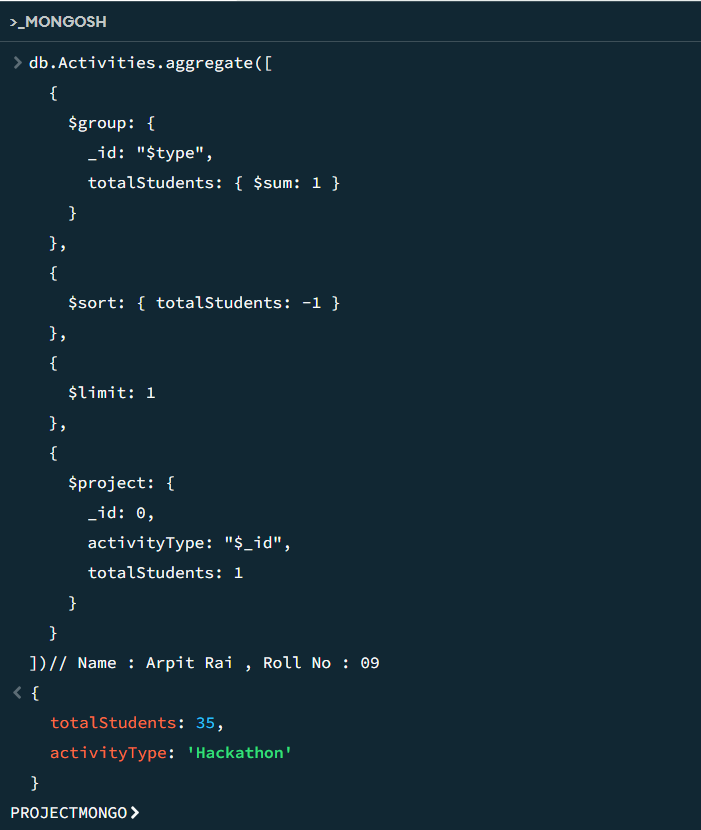 >_MONGOSH
> db.Activities.aggregate([
{
$group: {
_id: "$type",
totalStudents: { $sum: 1 }
}
},
{
$sort: { totalStudents: -1 }
},
{
$limit: 1
},
{
$project: {
_id: 0,
activityType: "$_id",
totalStudents: 1
}
}
])// Name : Arpit Rai , Roll No : 09
< {
totalStudents: 35,
activityType: 'Hackathon'
}
PROJECTMONGO>